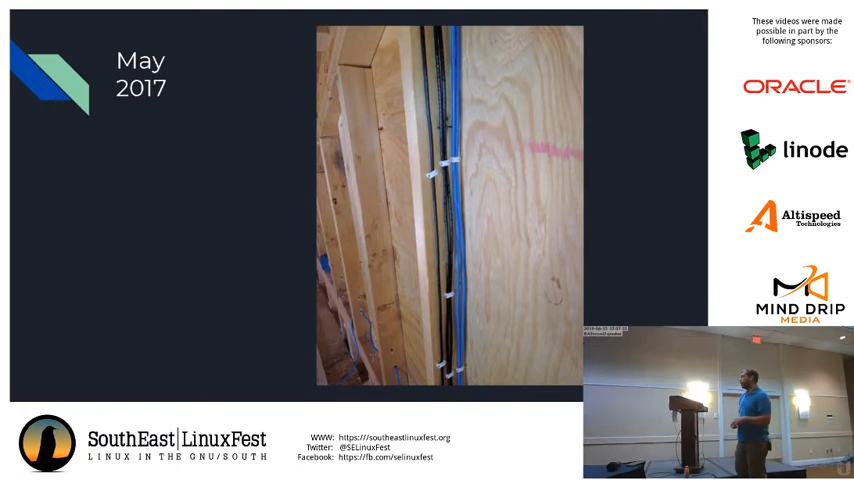 May
2017
These videos were made
possible in part by the
following sponsors:
ORACLE®
linode
Altispeed
Technologies
MIND DRIP
MEDIA
SouthEast|LinuxFest
LINUX IN THE GNU/SOUTH
WWW: https:///southeastlinuxfest.org
Twitter: @SELinuxFest
Facebook: https://fb.com/selinuxfest